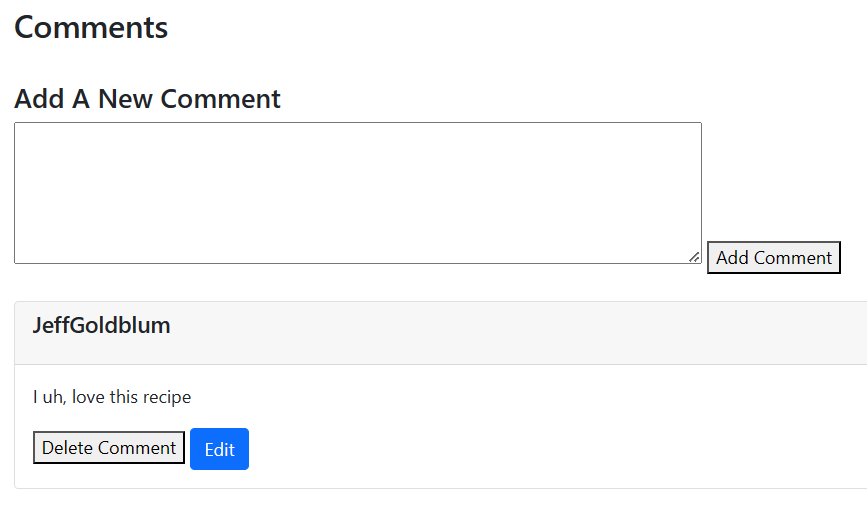 Comments
Add A New Comment
Add Comment
JeffGoldblum
I uh, love this recipe
Delete Comment Edit